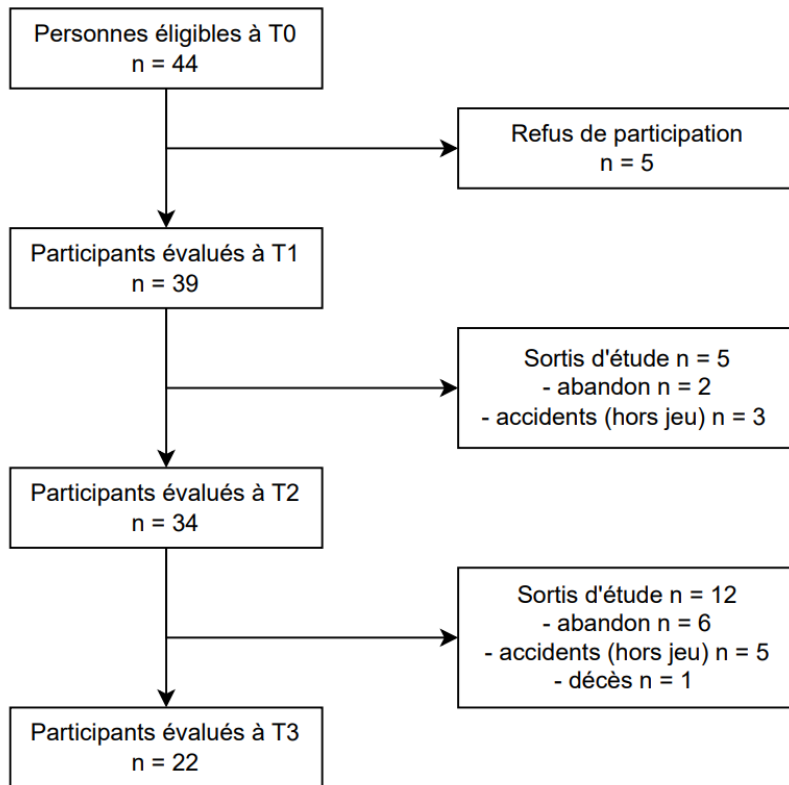 Personnes éligibles à T0
n = 44
Refus de participation
n = 5
Participants évalués à T1
n = 39
Sortis d'étude n = 5
- abandon n = 2
- accidents (hors jeu) n = 3
Participants évalués à T2
n = 34
Sortis d'étude n = 12
- abandon n = 6
- accidents (hors jeu) n = 5
- décès n = 1
Participants évalués à T3
n = 22